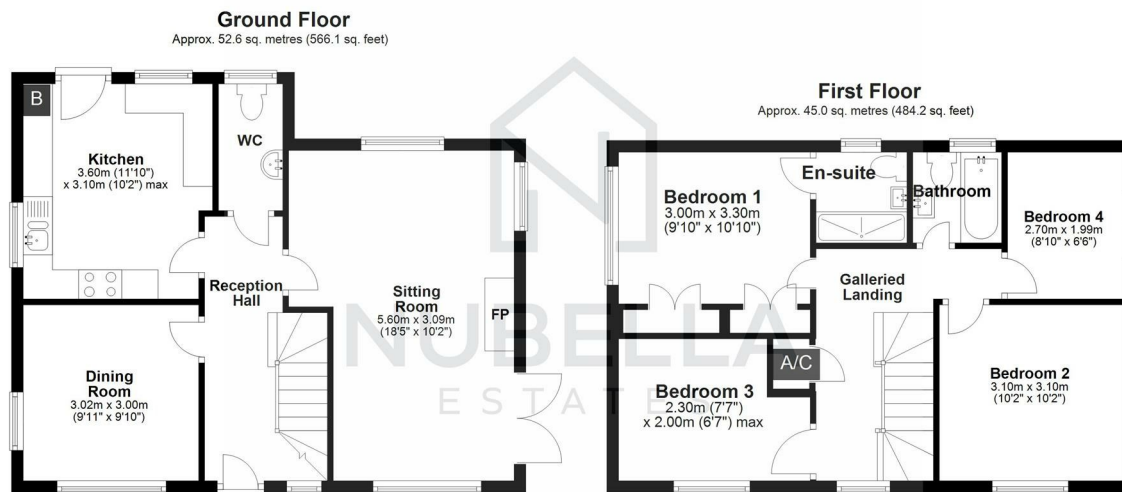 Ground Floor
Approx. 52.6 sq. metres (566.1 sq. feet)
B
Kitchen
3.60m (11'10")
x 3.10m (10'2") max
WC
Reception
Hall
Sitting
Room
5.60m x 3.09m
(18'5" x 10'2")
FP
Dining
Room
3.02m x 3.00m
(9'11" x 9'10")
First Floor
Approx. 45.0 sq. metres (484.2 sq. feet)
En-suite
Bathroom
Bedroom 1
3.00m x 3.30m
(9'10" x 10'10")
Bedroom 4
2.70m x 1.99m
(8'10" x 6'6")
Galleried
Landing
A/C
Bedroom 3
2.30m (7'7")
x 2.00m (6'7") max
Bedroom 2
3.10m x 3.10m
(10'2" x 10'2")
N
NUBELLA
ESTATES